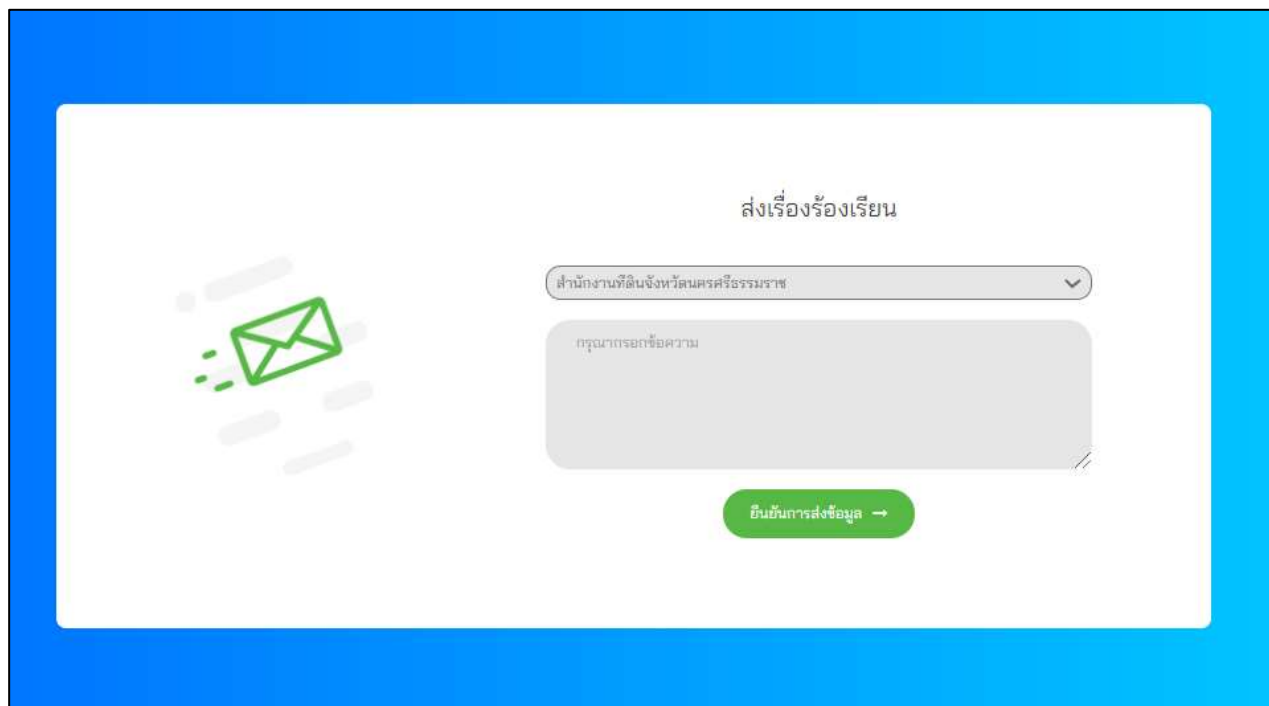 ส่งเรื่องร้องเรียน
สำนักงานที่ดินจังหวัดนครศรีธรรมราช
กรุณากรอกข้อความ
ยืนยันการส่งข้อมูล →